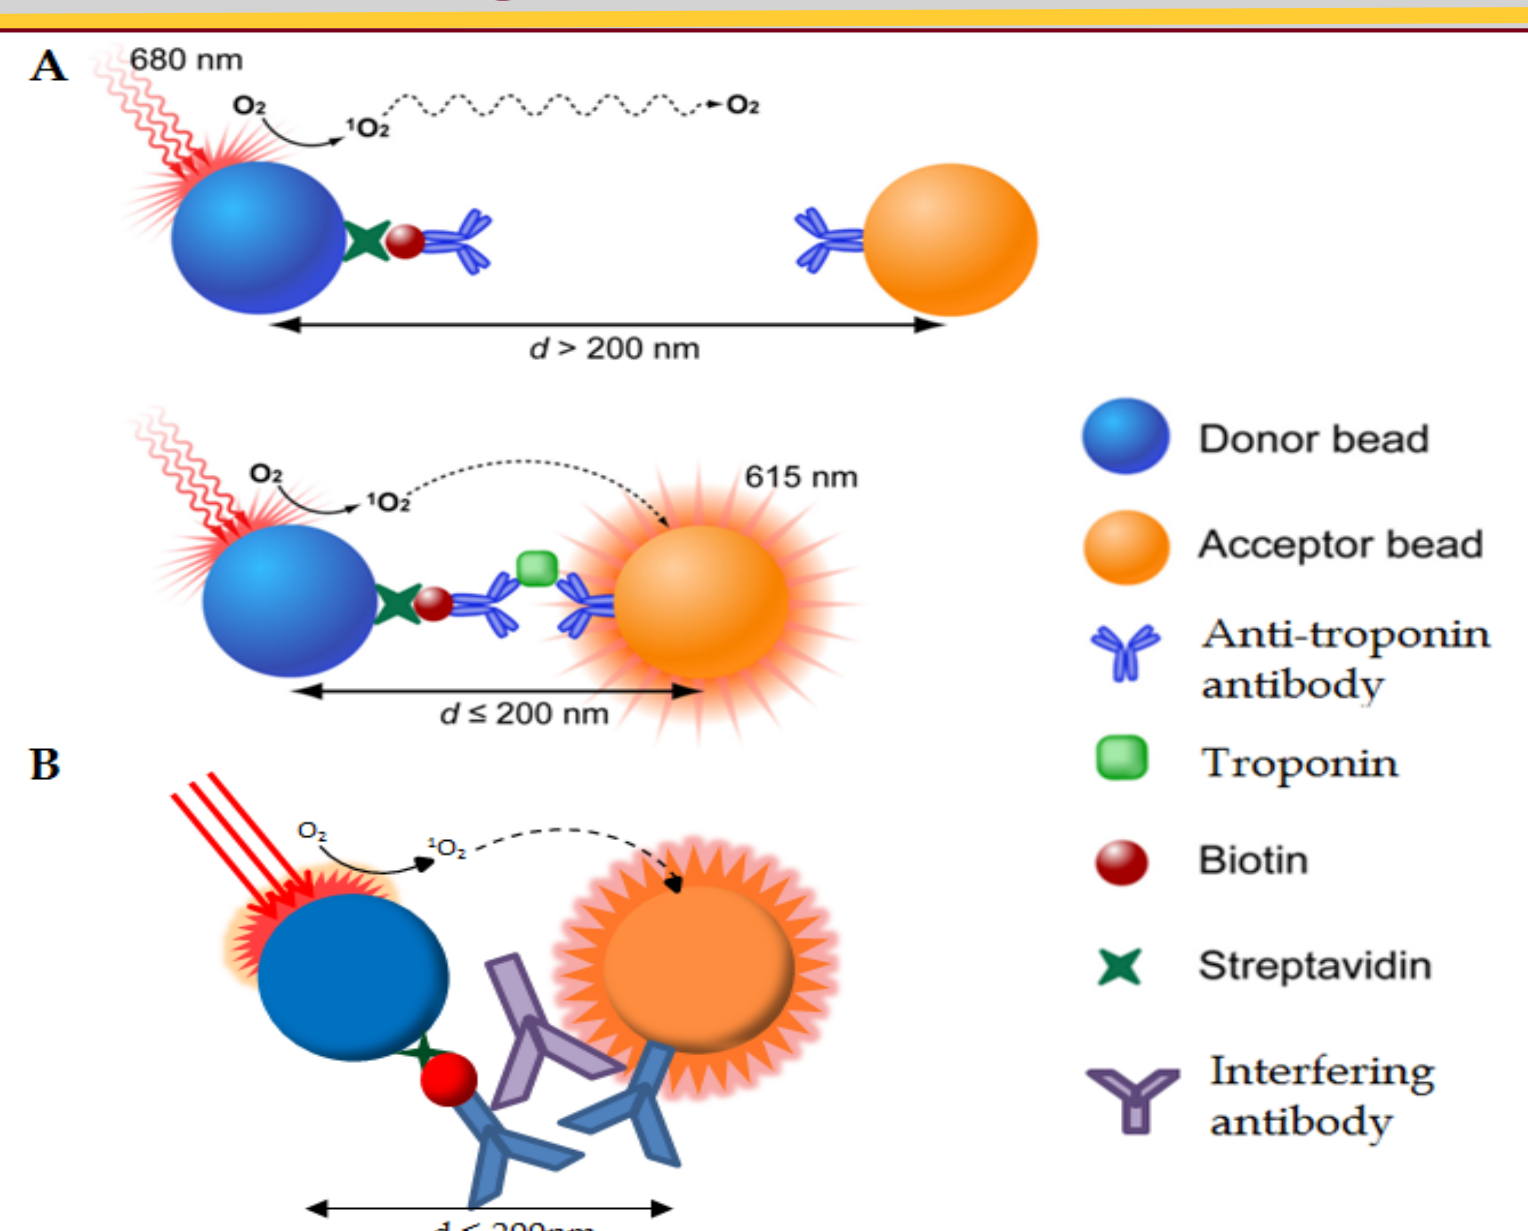 A
680 nm
O₂
¹O₂
O₂
d > 200 nm
O₂
¹O₂
615 nm
d ≤ 200 nm
Donor bead
Acceptor bead
Anti-troponin
antibody
Troponin
Biotin
Streptavidin
Interfering
antibody
B
O₂
¹O₂
d ≤ 200nm